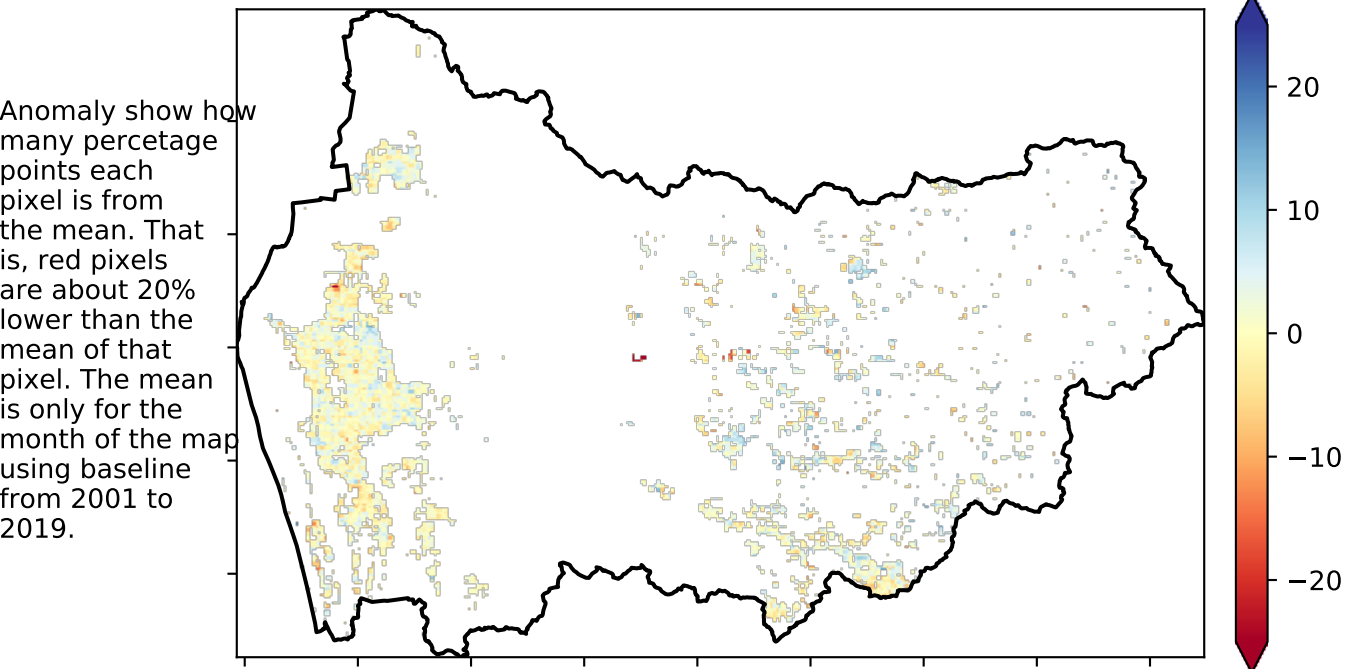 Anomaly show how
many percetage
points each
pixel is from
the mean. That
is, red pixels
are about 20%
lower than the
mean of that
pixel. The mean
is only for the
month of the map
using baseline
from 2001 to
2019.
20
10
0
−10
−20